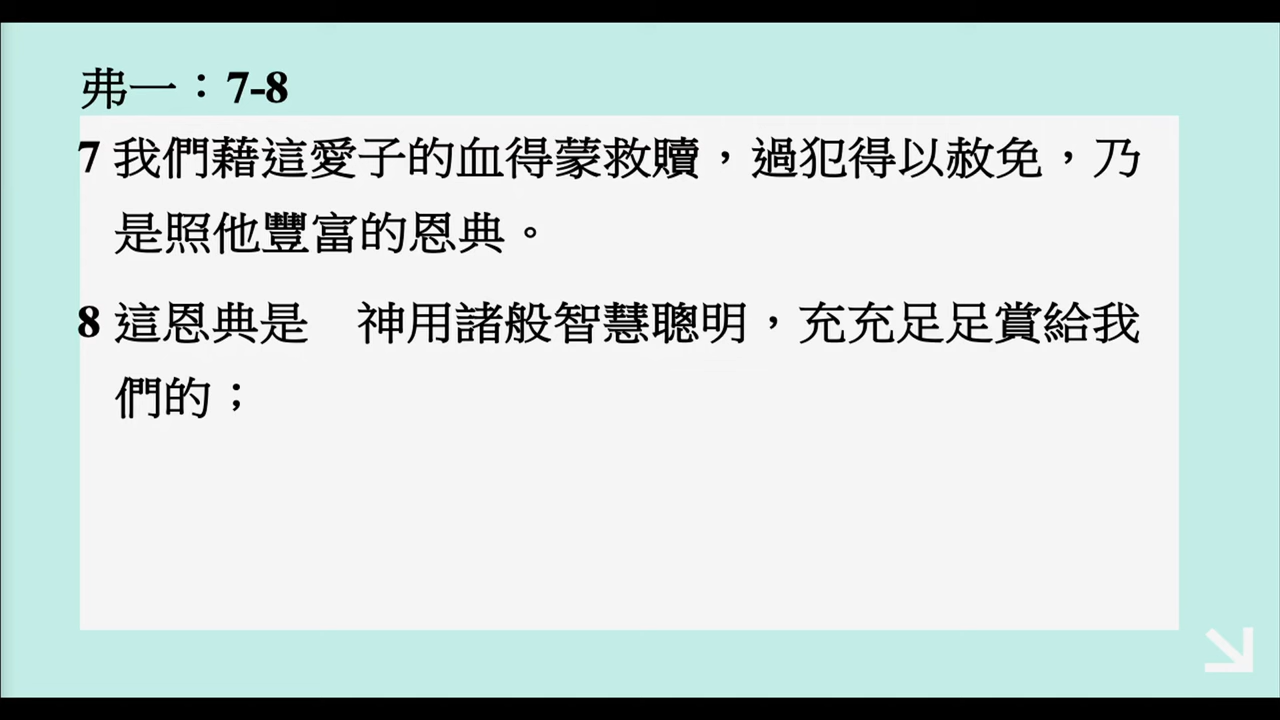 弗一：7-8
7 我們藉這愛子的血得蒙救贖，過犯得以赦免，乃
是照他豐富的恩典。
8 這恩典是　神用諸般智慧聰明，充充足足賞給我
們的；